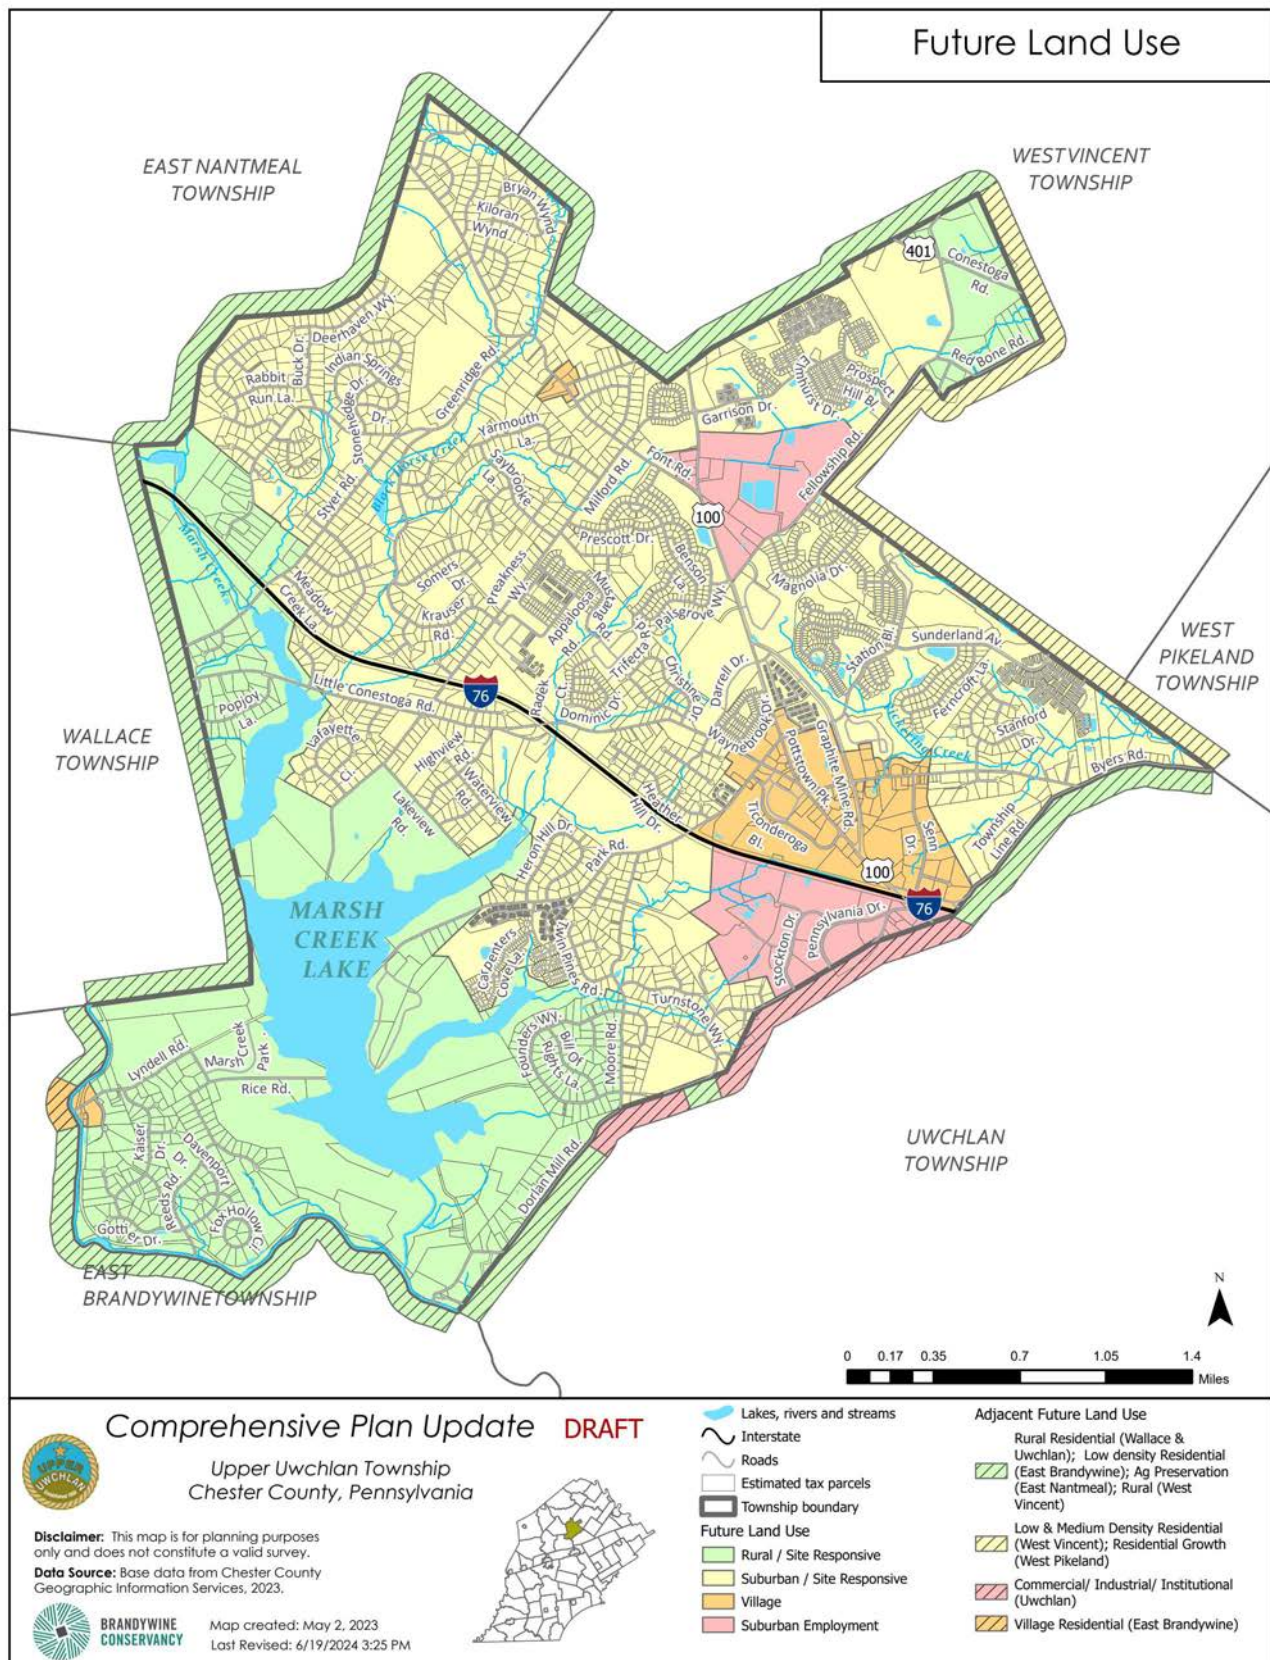 Future Land Use
EAST NANTMEAL
TOWNSHIP
WEST VINCENT
TOWNSHIP
Bryan Wynd
Kiloran
Wynd
401
Conestoga
Rd.
Red Bone Rd.
Deerhaven Wy.
Buck Dr.
Indian Springs
Dr.
Rabbit
Run La.
Stonehedge Dr.
Greenridge Rd.
Elmhurst Dr.
Prospect
Hill Bl.
Garrison Dr.
Yarmouth
La.
Black Horse Creek
Saybrooke
La.
Styer Rd.
Milford Rd.
Font Rd.
Fellowship Rd.
100
Marsh Creek
Prescott Dr.
Benson
La.
Palsgrove Wy.
Magnolia Dr.
Meadow
Creek La.
Somers
Dr.
Krauser
Rd.
Preakness
Wy.
Appaloosa
Rd.
Mustang
Rd.
Trifecta Rd.
Christine
Dr.
Darrell Dr.
Station Bl.
Sunderland Av.
Ferncroft La.
Stanford
Dr.
WEST
PIKELAND
TOWNSHIP
Little Conestoga Rd.
76
Radek
Ct.
Dominic Dr.
Waynebrook
Dr.
Popjoy
La.
Lafayette
Ci.
Highview
Rd.
Waterview
Rd.
Lakeview
Rd.
WALLACE
TOWNSHIP
Pottstown Pk.
Graphite Mine Rd.
Pickering Creek
Byers Rd.
Heather
Hill Dr.
Ticonderoga
Bl.
Senn
Dr.
Township
Line Rd.
Heron Hill Dr.
Park Rd.
100
76
MARSH
CREEK
LAKE
Carpenters
Cove La.
Twin Pines Rd.
Stockton Dr.
Pennsylvania Dr.
Turnstone Wy.
Founders Wy.
Bill Of
Rights La.
Moore Rd.
Lyndell Rd.
Marsh Creek
Park
Rice Rd.
UWCHLAN
TOWNSHIP
Kaiser
Dr.
Davenport
Dr.
Reeds Rd.
Fox Hollow Ci.
Gottier Dr.
Dorlan Mill Rd.
EAST
BRANDYWINETOWNSHIP
N
0 0.17 0.35 0.7 1.05 1.4
Miles
Comprehensive Plan Update DRAFT
Upper Uwchlan Township
Chester County, Pennsylvania
UPPER
UWCHLAN
Disclaimer: This map is for planning purposes
only and does not constitute a valid survey.
Data Source: Base data from Chester County
Geographic Information Services, 2023.
BRANDYWINE
CONSERVANCY
Map created: May 2, 2023
Last Revised: 6/19/2024 3:25 PM
Lakes, rivers and streams
Interstate
Roads
Estimated tax parcels
Township boundary
Future Land Use
Rural / Site Responsive
Suburban / Site Responsive
Village
Suburban Employment
Adjacent Future Land Use
Rural Residential (Wallace &
Uwchlan); Low density Residential
(East Brandywine); Ag Preservation
(East Nantmeal); Rural (West
Vincent)
Low & Medium Density Residential
(West Vincent); Residential Growth
(West Pikeland)
Commercial/ Industrial/ Institutional
(Uwchlan)
Village Residential (East Brandywine)